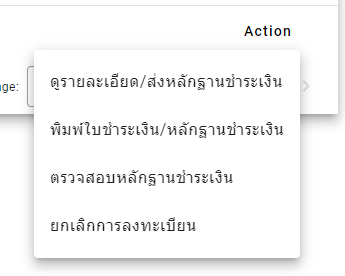 Action
age:
ดูรายละเอียด/ส่งหลักฐานชำระเงิน
พิมพ์ใบชำระเงิน/หลักฐานชำระเงิน
ตรวจสอบหลักฐานชำระเงิน
ยกเลิกการลงทะเบียน